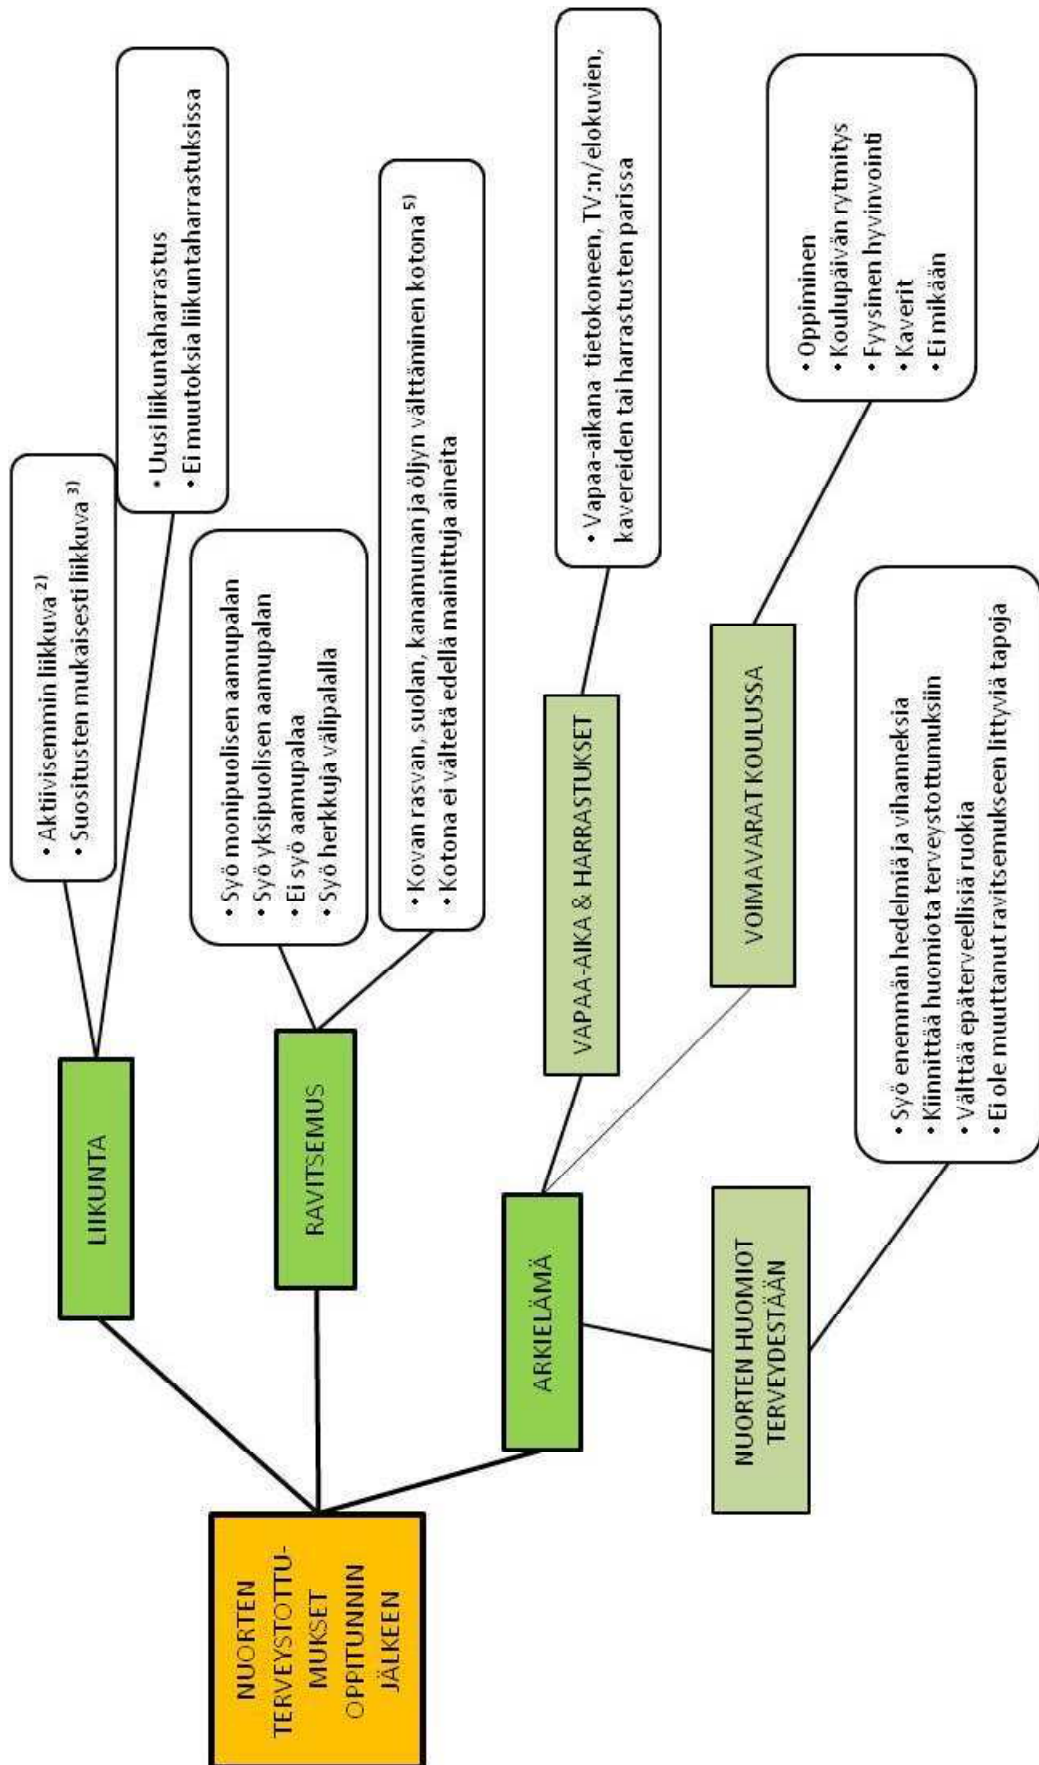 NUORTEN
TERVEYSTOTTU-
MUKSET
OPPITUNNIN
JÄLKEEN
LIIKUNTA
• Aktiivisemmin liikkuva ²⁾
• Suositusten mukaisesti liikkuva ³⁾
• Uusi liikuntaharrastus
• Ei muutoksia liikuntaharrastuksissa
RAVITSEMUS
• Syö monipuolisen aamupalan
• Syö yksipuolisen aamupalan
• Ei syö aamupalaa
• Syö herkkuja välipalalla
• Kovan rasvan, suolan, kanamunan ja öljyn välttäminen kotona ⁵⁾
• Kotona ei vältetä edellä mainittuja aineita
ARKIELÄMÄ
VAPAA-AIKA & HARRASTUKSET
• Vapaa-aikana tietokoneen, TV:n/elokuvien,
kavereiden tai harrastusten parissa
VOIMAVARAT KOULUSSA
• Oppiminen
• Koulupäivän rytmitys
• Fyysinen hyvinvointi
• Kaverit
• Ei mikään
NUORTEN HUOMIOT
TERVEYDESTÄÄN
• Syö enemmän hedelmiä ja vihanneksia
• Kiinnittää huomiota terveystottumuksiin
• Välttää epäterveellisiä ruokia
• Ei ole muuttanut ravitsemukseen littyviä tapoja